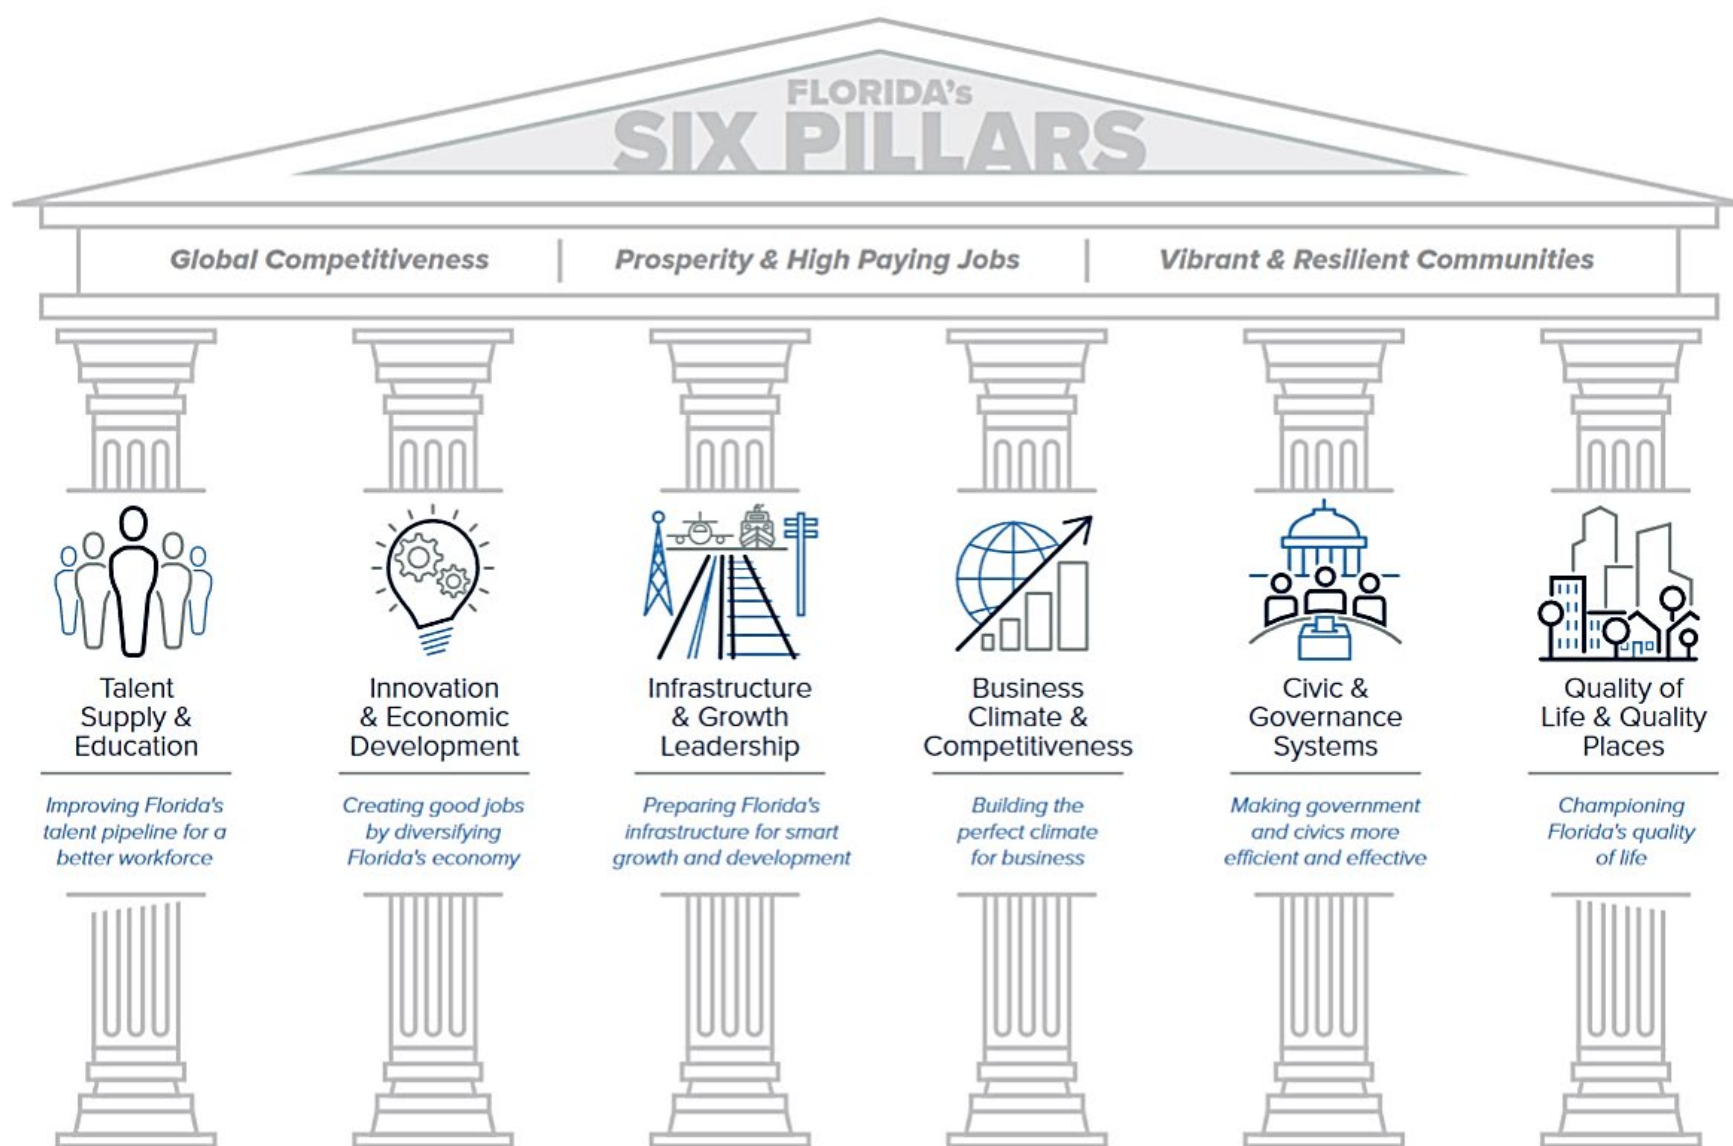 FLORIDA's
SIX PILLARS
Global Competitiveness | Prosperity & High Paying Jobs | Vibrant & Resilient Communities
Talent
Supply &
Education
Improving Florida's
talent pipeline for a
better workforce
Innovation
& Economic
Development
Creating good jobs
by diversifying
Florida's economy
Infrastructure
& Growth
Leadership
Preparing Florida's
infrastructure for smart
growth and development
Business
Climate &
Competitiveness
Building the
perfect climate
for business
Civic &
Governance
Systems
Making government
and civics more
efficient and effective
Quality of
Life & Quality
Places
Championing
Florida's quality
of life